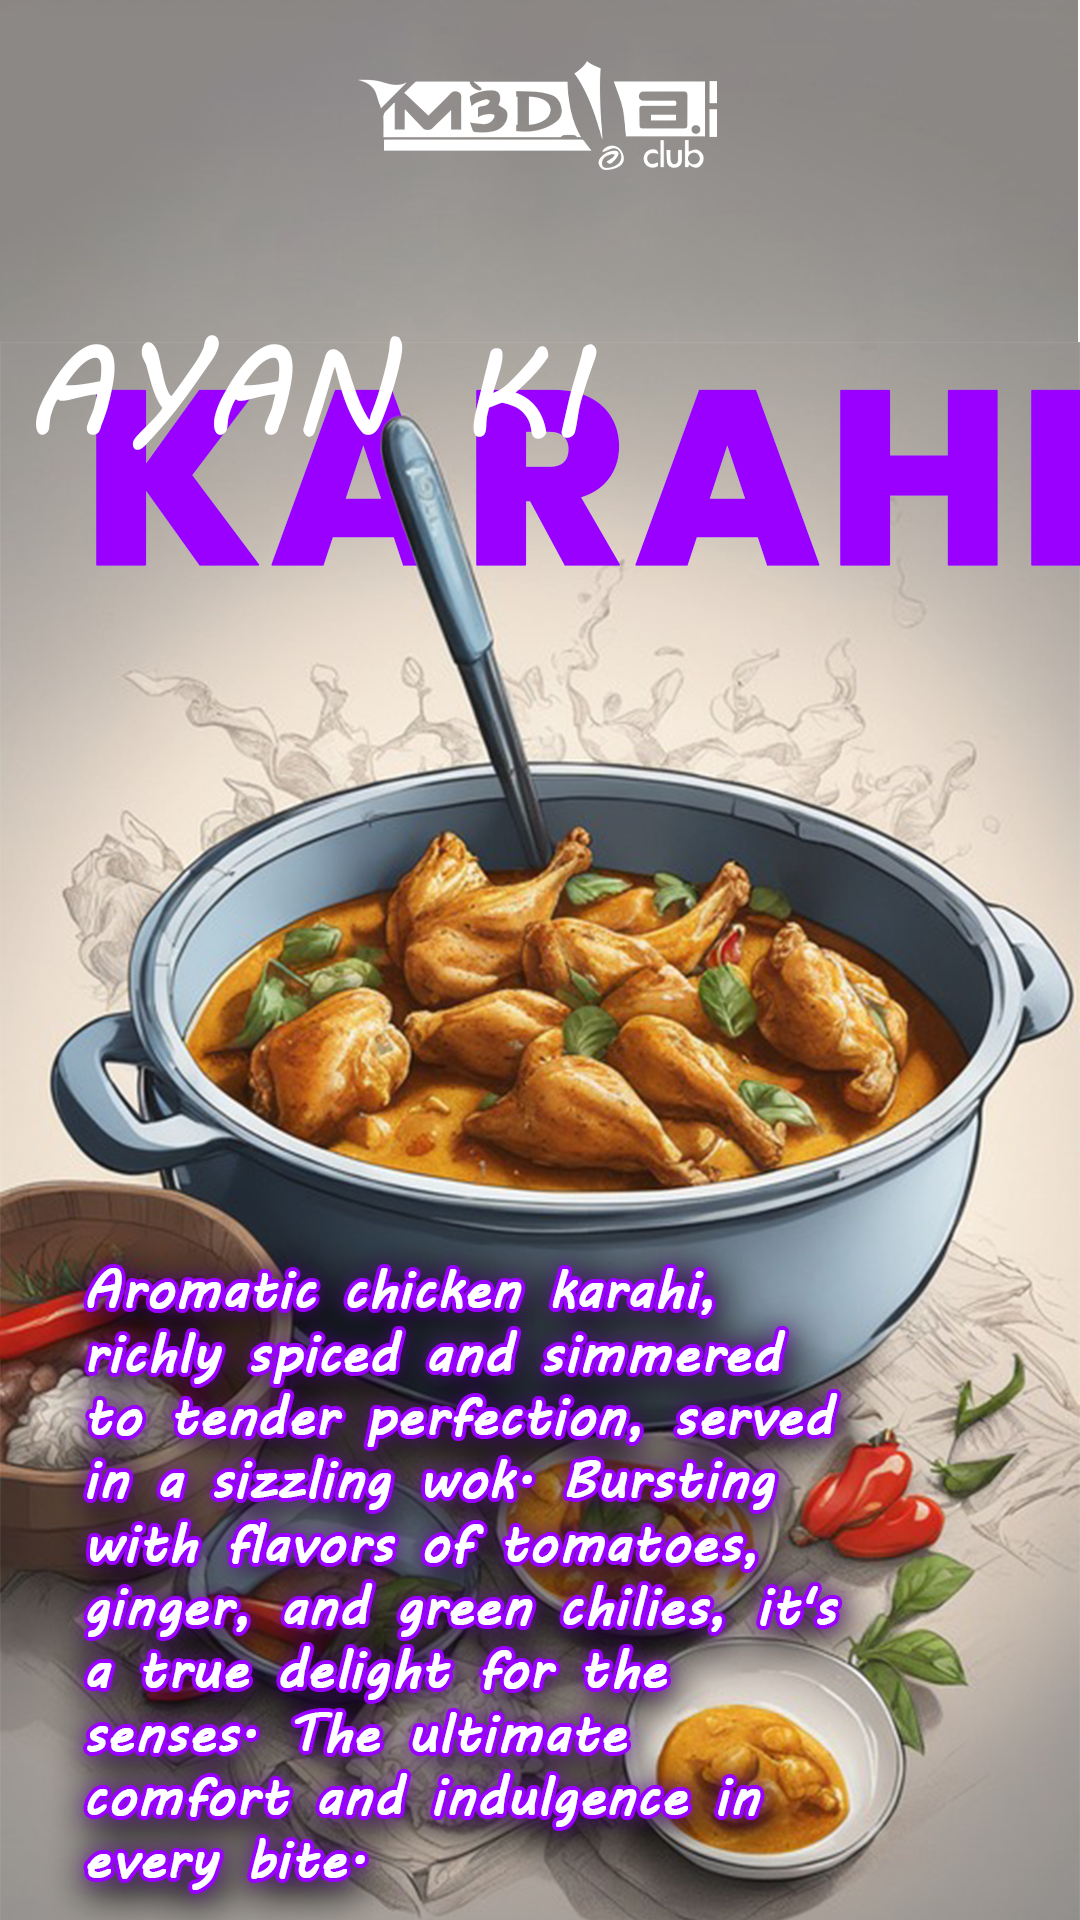 M3D!!a.
club
AYAN KI
KARAHI
Aromatic chicken karahi,
richly spiced and simmered
to tender perfection, served
in a sizzling wok. Bursting
with flavors of tomatoes,
ginger, and green chilies, it's
a true delight for the
senses. The ultimate
comfort and indulgence in
every bite.